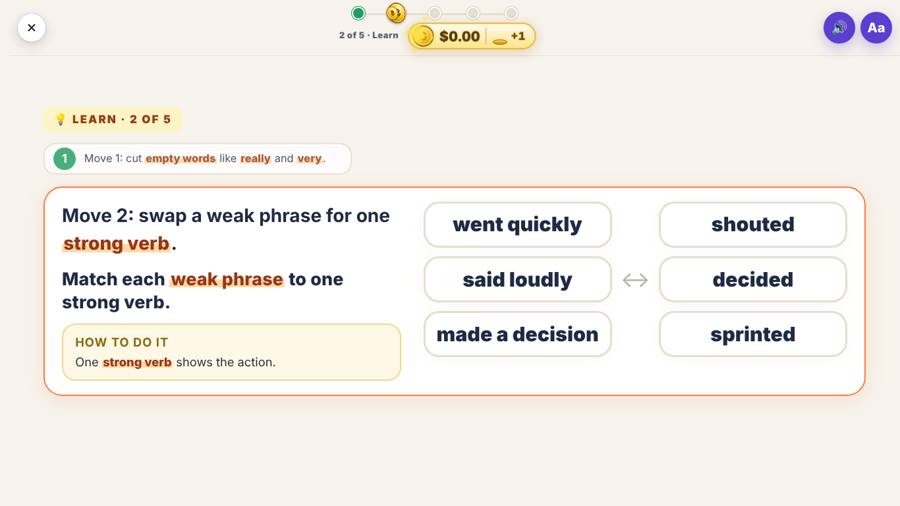 2 of 5 · Learn
$0.00
+1
Aa
💡 LEARN · 2 OF 5
1 Move 1: cut empty words like really and very.
Move 2: swap a weak phrase for one
strong verb.
Match each weak phrase to one
strong verb.
HOW TO DO IT
One strong verb shows the action.
went quickly
shouted
said loudly
decided
made a decision
sprinted